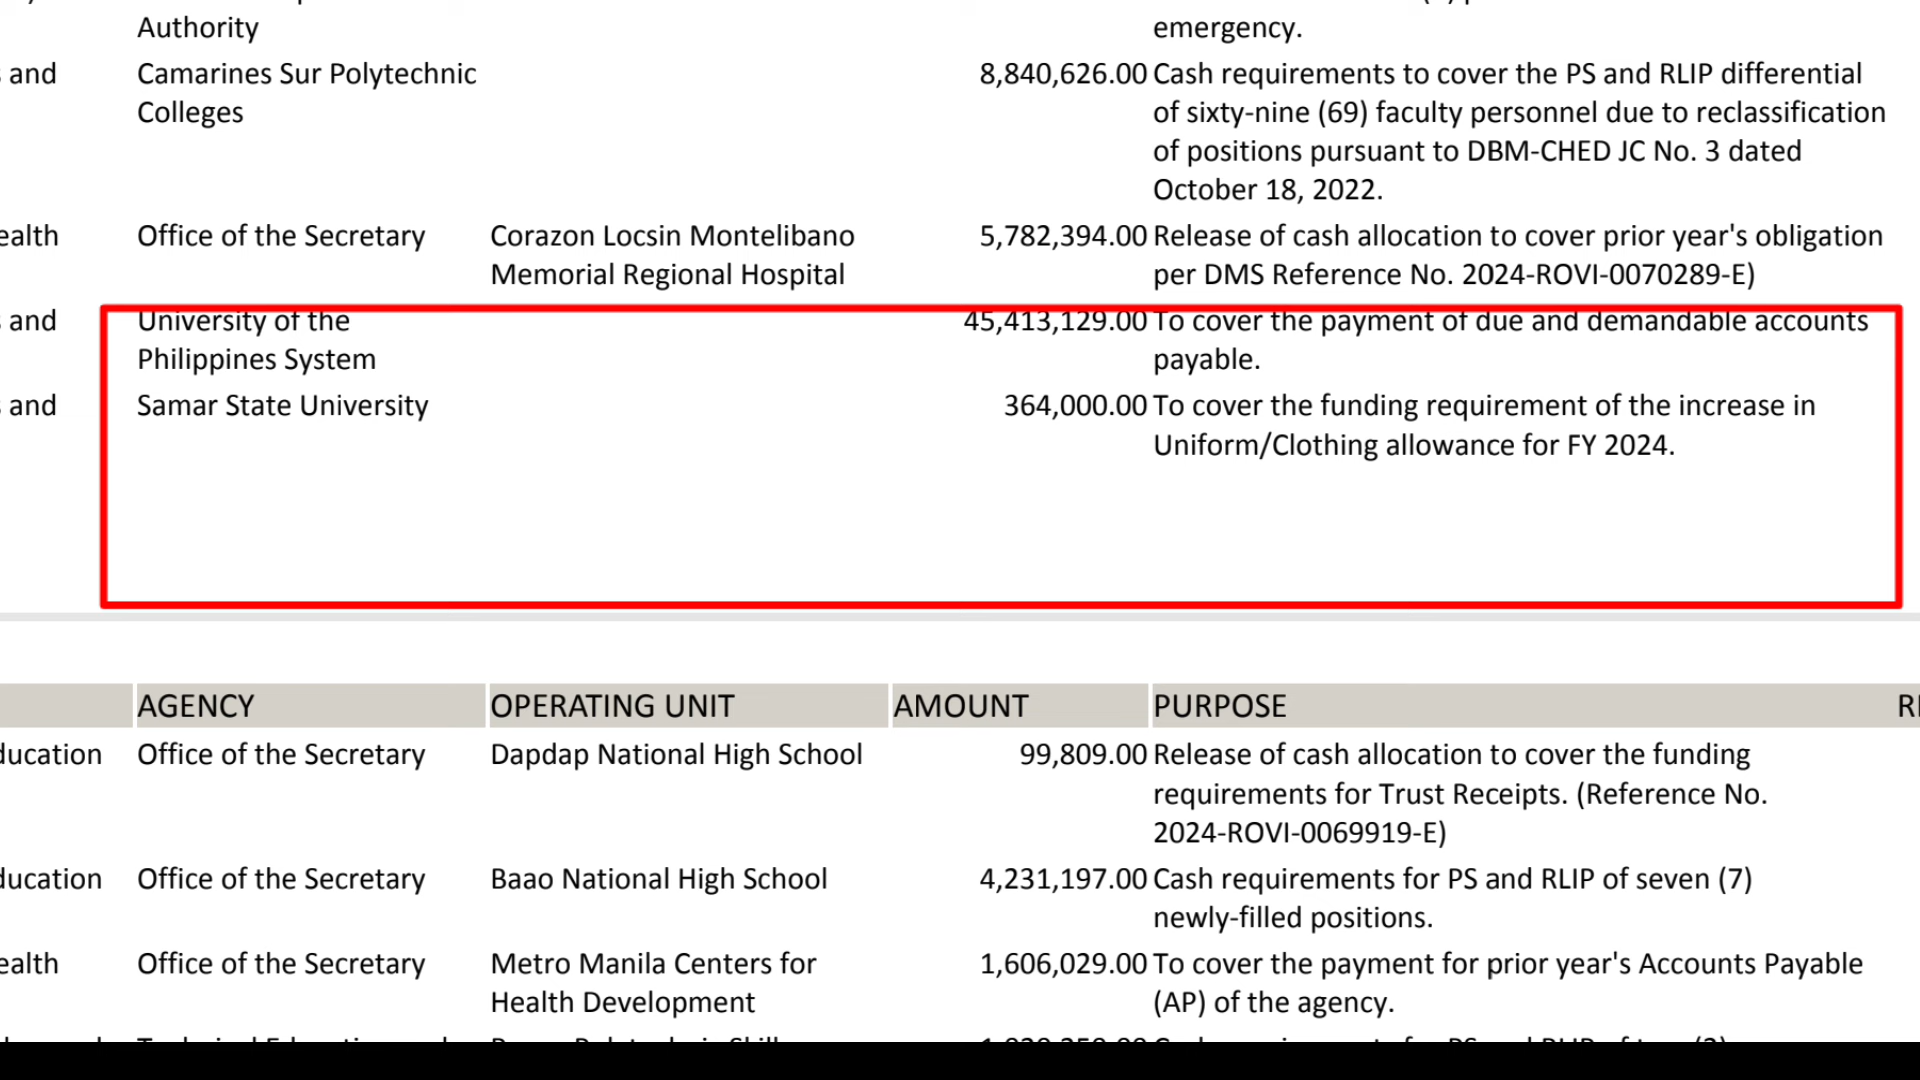 Authority
emergency.
s and
Camarines Sur Polytechnic
Colleges
8,840,626.00
Cash requirements to cover the PS and RLIP differential
of sixty-nine (69) faculty personnel due to reclassification
of positions pursuant to DBM-CHED JC No. 3 dated
October 18, 2022.
ealth
Office of the Secretary
Corazon Locsin Montelibano
Memorial Regional Hospital
5,782,394.00
Release of cash allocation to cover prior year's obligation
per DMS Reference No. 2024-ROVI-0070289-E)
s and
University of the
Philippines System
45,413,129.00
To cover the payment of due and demandable accounts
payable.
s and
Samar State University
364,000.00
To cover the funding requirement of the increase in
Uniform/Clothing allowance for FY 2024.
AGENCY
OPERATING UNIT
AMOUNT
PURPOSE
ducation
Office of the Secretary
Dapdap National High School
99,809.00
Release of cash allocation to cover the funding
requirements for Trust Receipts. (Reference No.
2024-ROVI-0069919-E)
ducation
Office of the Secretary
Baao National High School
4,231,197.00
Cash requirements for PS and RLIP of seven (7)
newly-filled positions.
ealth
Office of the Secretary
Metro Manila Centers for
Health Development
1,606,029.00
To cover the payment for prior year's Accounts Payable
(AP) of the agency.